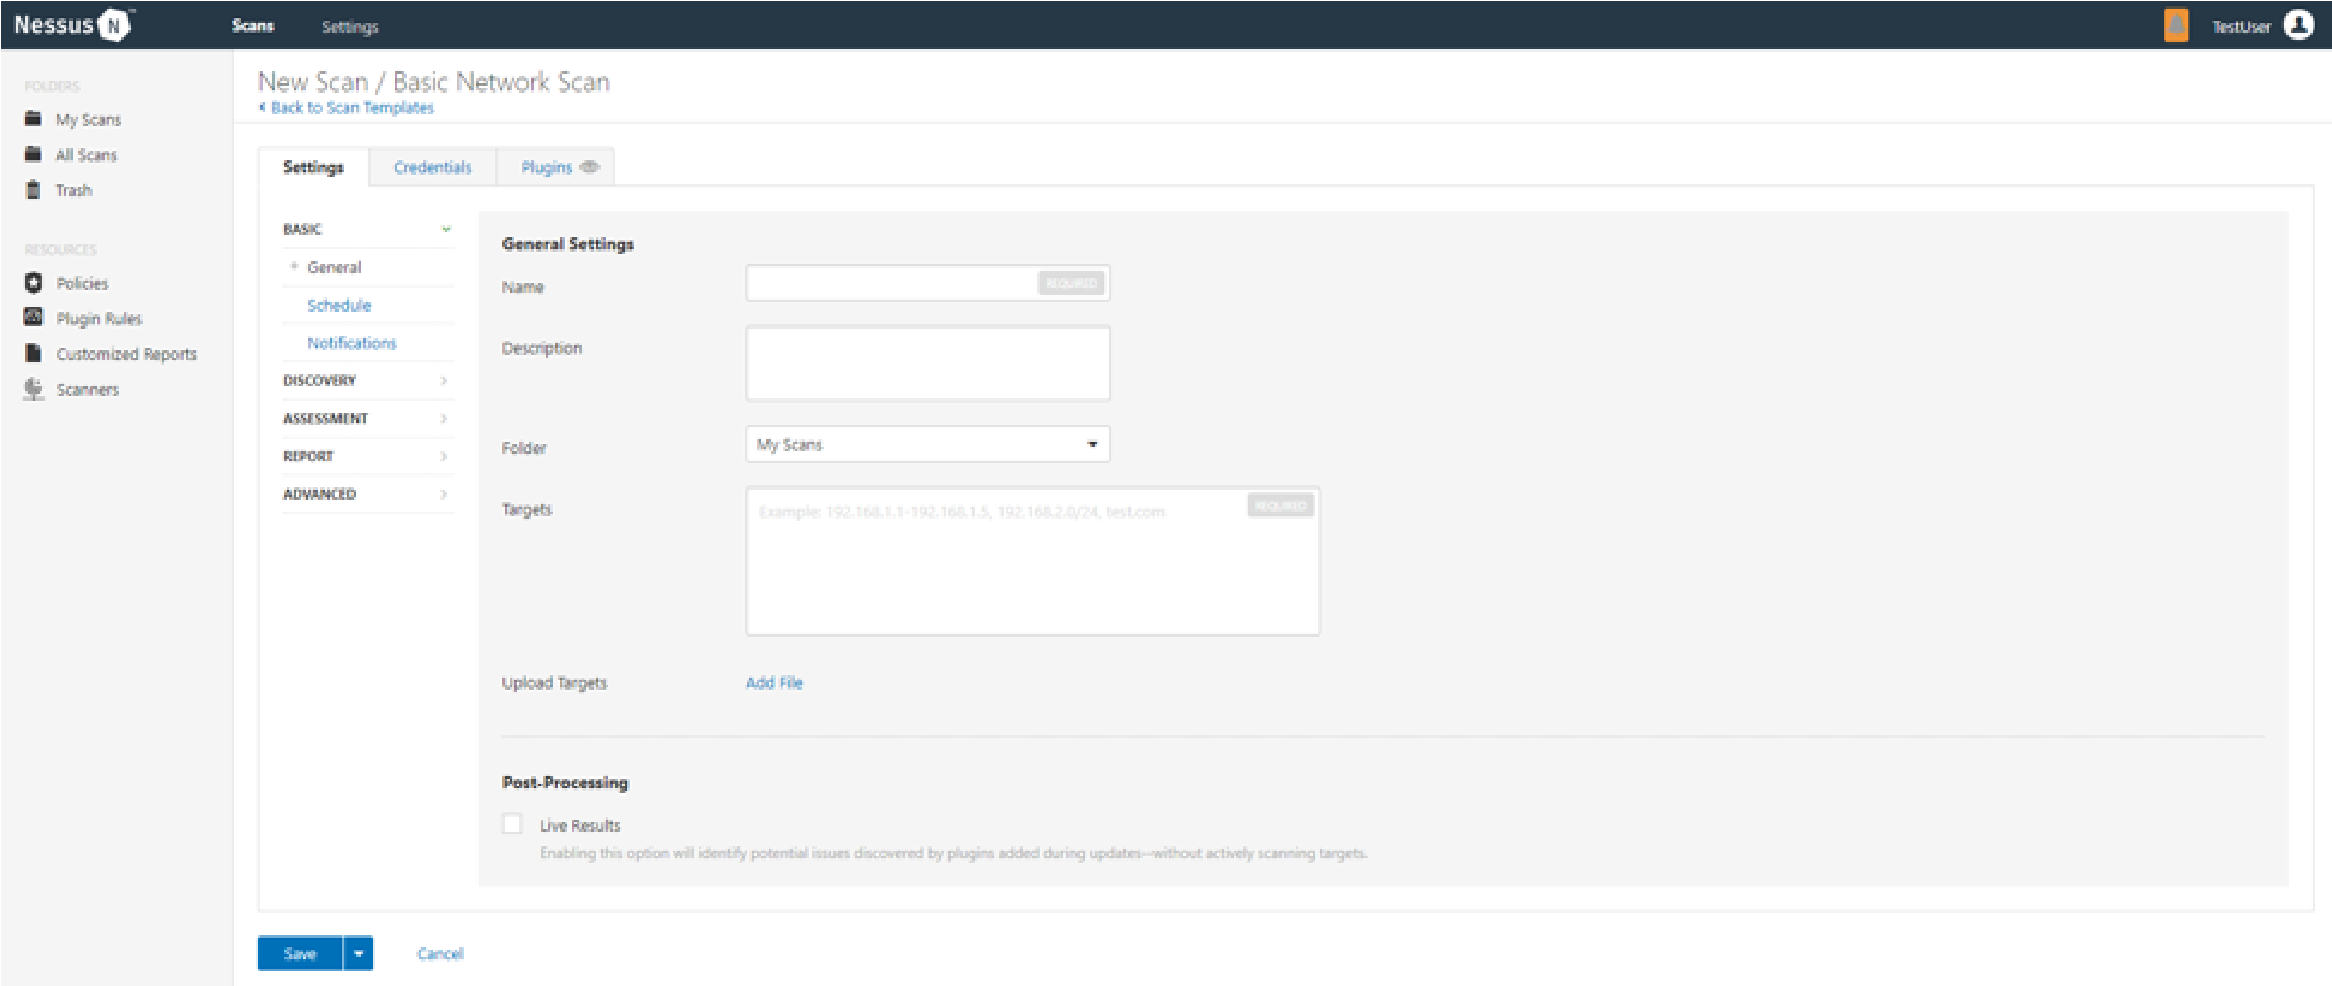 Nessus N
Scans
Settings
TestUser
FOLDERS
My Scans
All Scans
Trash
RESOURCES
Policies
Plugin Rules
Customized Reports
Scanners
New Scan / Basic Network Scan
Back to Scan Templates
Settings
Credentials
Plugins
BASIC
General
Schedule
Notifications
DISCOVERY
ASSESSMENT
REPORT
ADVANCED
General Settings
Name
REQUIRED
Description
Folder
My Scans
Targets
Example: 192.168.1.1-192.168.1.5, 192.168.2.0/24, test.com
REQUIRED
Upload Targets
Add File
Post-Processing
Live Results
Enabling this option will identify potential issues discovered by plugins added during updates—without actively scanning targets.
Save
Cancel